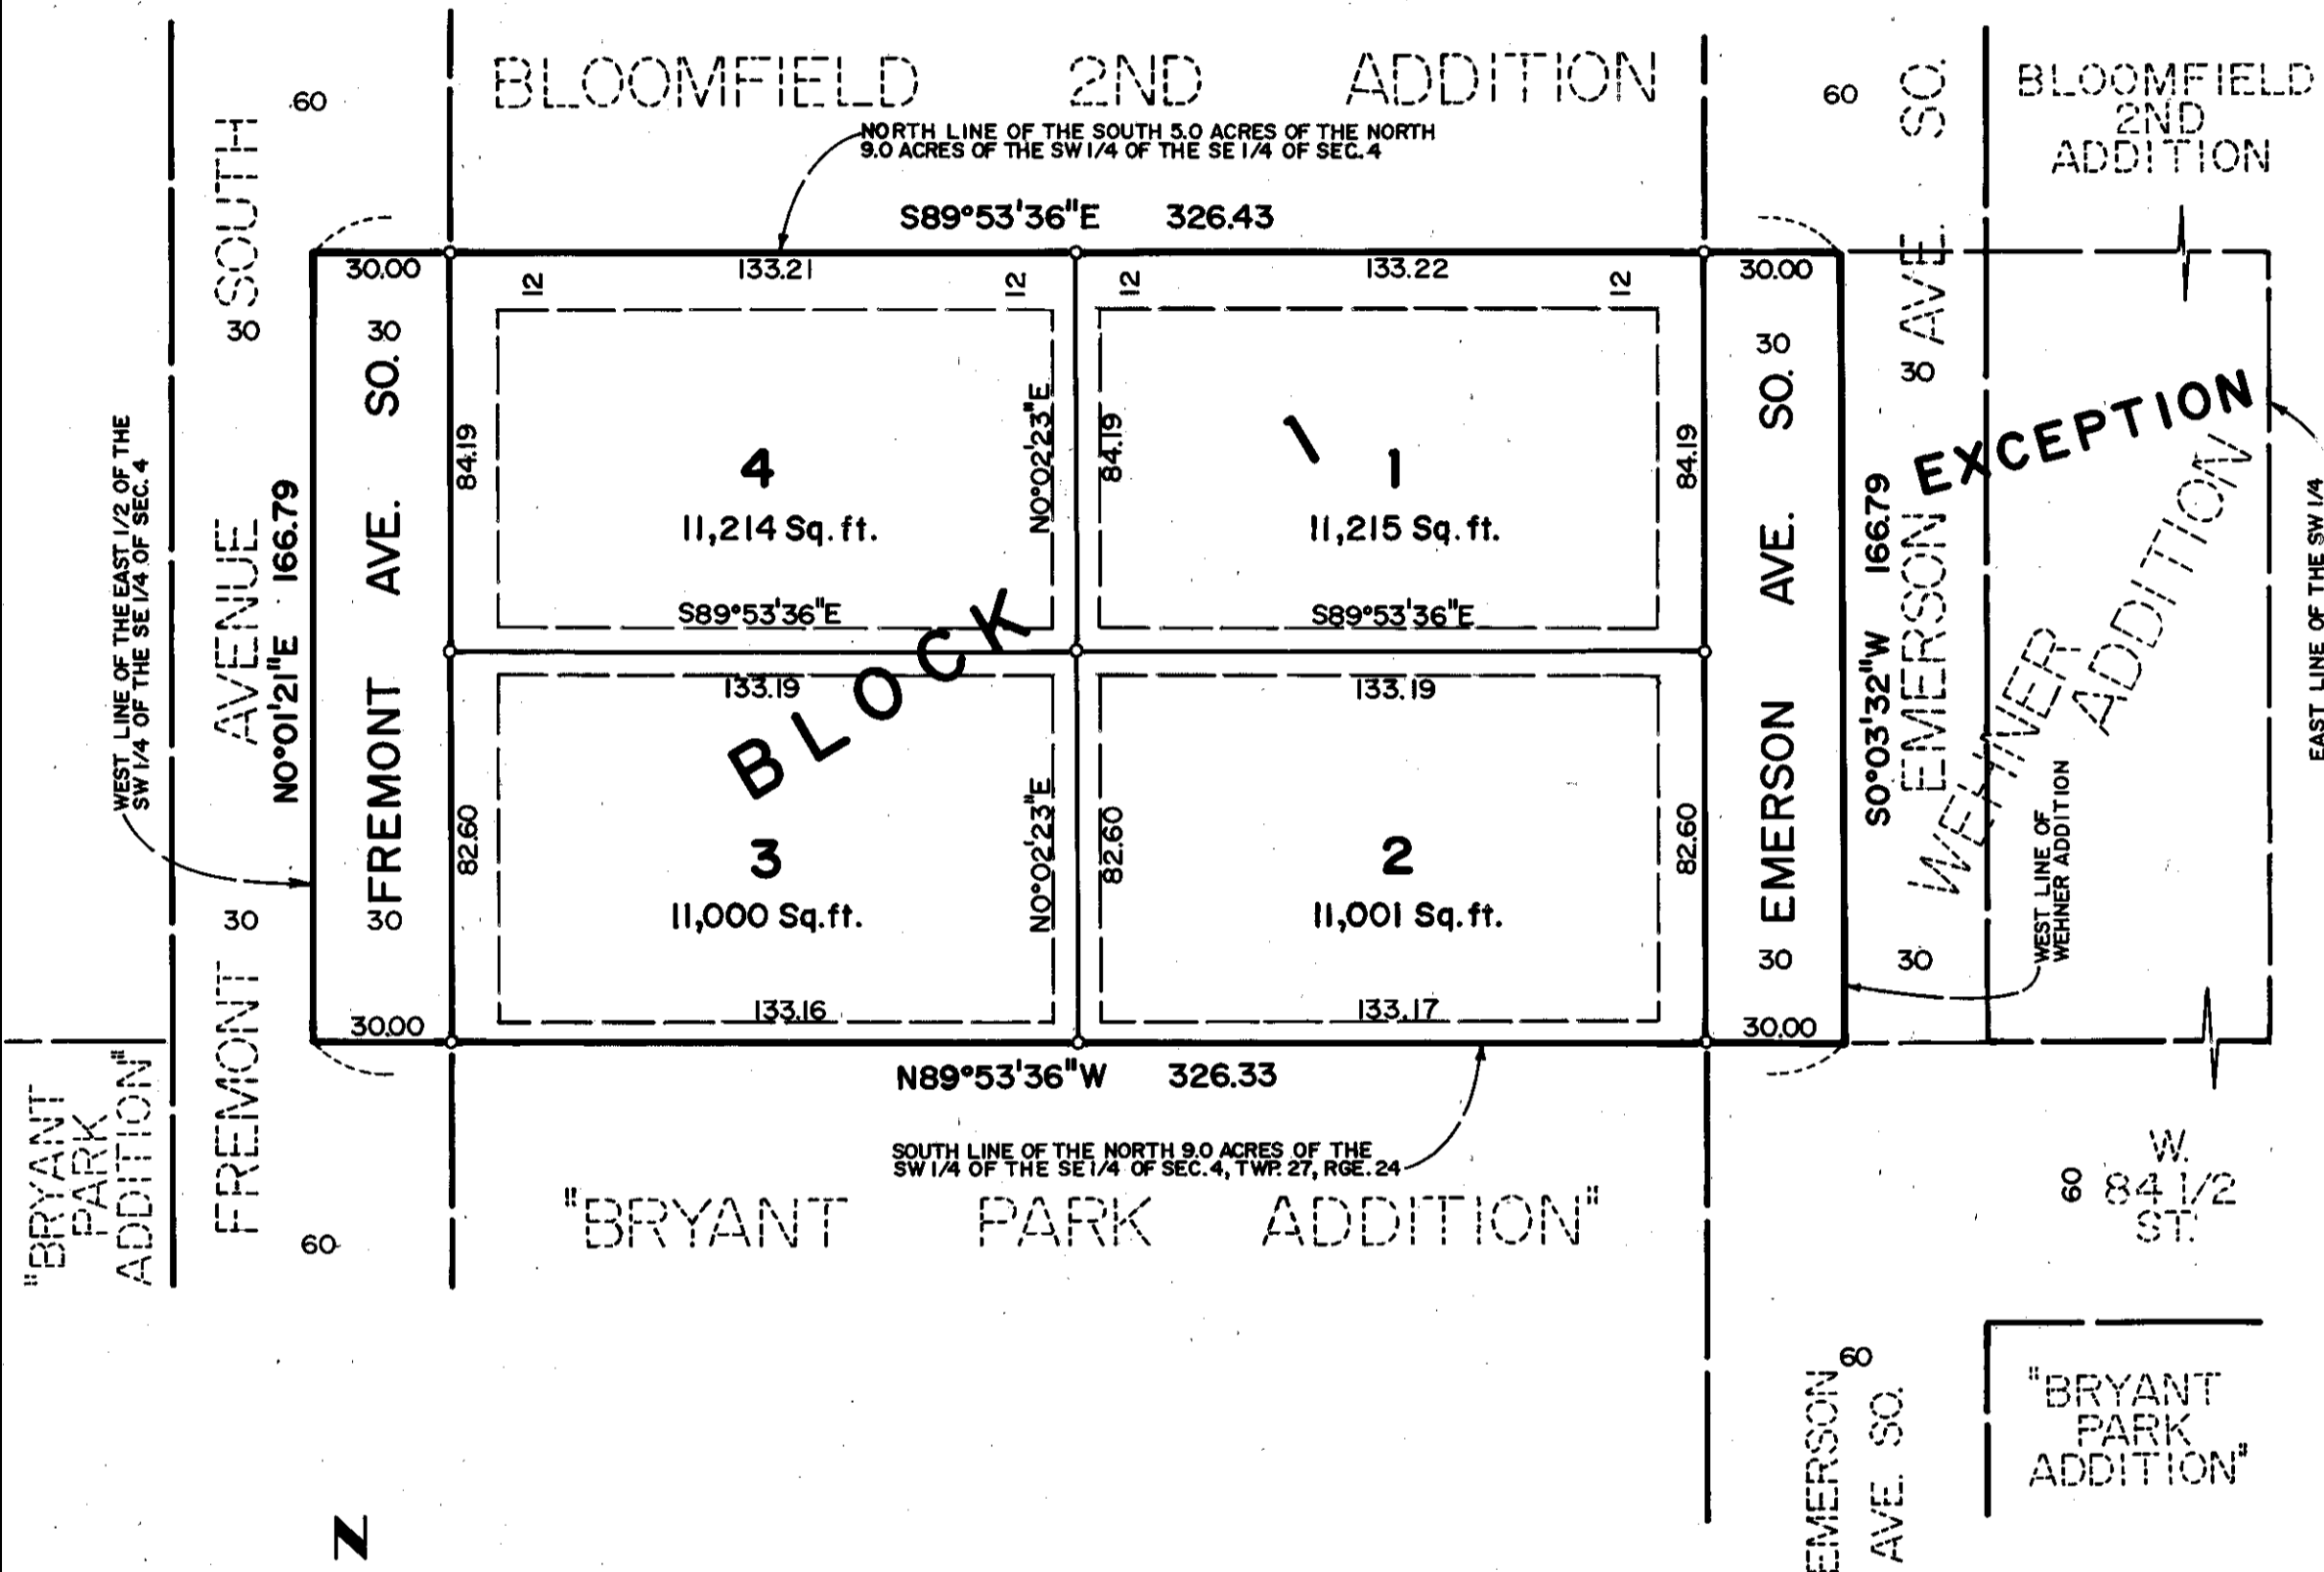 BLOOMFIELD 2ND ADDITION
BLOOMFIELD
2ND
ADDITION
60
60
NORTH LINE OF THE SOUTH 5.0 ACRES OF THE NORTH
9.0 ACRES OF THE SW 1/4 OF THE SE 1/4 OF SEC. 4
S89°53'36"E 326.43
30.00
133.21
133.22
30.00
12
12
12
12
FREMONT AVENUE SOUTH
30
30
30
30
WEST LINE OF THE EAST 1/2 OF THE
SW 1/4 OF THE SE 1/4 OF SEC. 4
N0°01'21"E 166.79
FREMONT AVE. SO.
30
30
84.19
4
11,214 Sq.ft.
N0°02'23"E
84.19
1
1
11,215 Sq.ft.
84.19
S89°53'36"E
S89°53'36"E
BLOCK
133.19
133.19
82.60
3
11,000 Sq.ft.
N0°02'23"E
82.60
2
11,001 Sq.ft.
82.60
EMERSON AVE. SO.
30
30
S0°03'32"W 166.79
EMERSON AVE. SO.
EXCEPTION
WEHNER
ADDITION
WEST LINE OF
WEHNER ADDITION
EAST LINE OF THE SW 1/4
30.00
133.16
133.17
30.00
N89°53'36"W 326.33
SOUTH LINE OF THE NORTH 9.0 ACRES OF THE
SW 1/4 OF THE SE 1/4 OF SEC. 4, TWP. 27, RGE. 24
"BRYANT
PARK
ADDITION"
60
"BRYANT PARK ADDITION"
60
W.
84 1/2
ST.
60
EMERSON
AVE. SO.
"BRYANT
PARK
ADDITION"
N